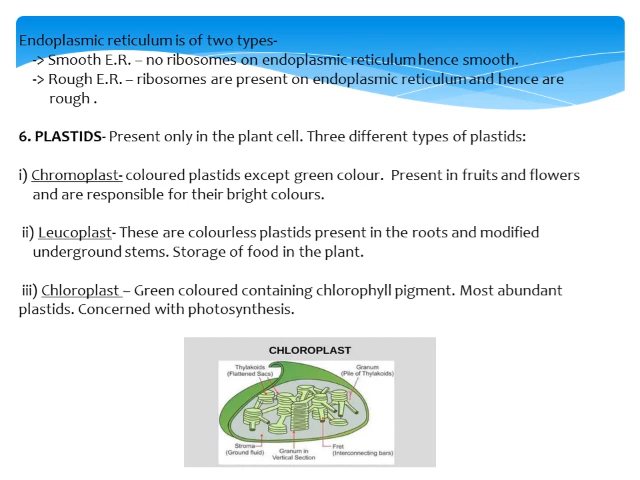 Endoplasmic reticulum is of two types-
-> Smooth E.R. – no ribosomes on endoplasmic reticulum hence smooth.
-> Rough E.R. – ribosomes are present on endoplasmic reticulum and hence are
rough .
6. PLASTIDS- Present only in the plant cell. Three different types of plastids:
i) Chromoplast- coloured plastids except green colour. Present in fruits and flowers
and are responsible for their bright colours.
ii) Leucoplast- These are colourless plastids present in the roots and modified
underground stems. Storage of food in the plant.
iii) Chloroplast – Green coloured containing chlorophyll pigment. Most abundant
plastids. Concerned with photosynthesis.
CHLOROPLAST
Thylakoids
(Flattened Sacs)
Granum
(Pile of Thylakoids)
Stroma
(Ground fluid)
Granum in
Vertical Section
Fret
(Interconnecting bars)